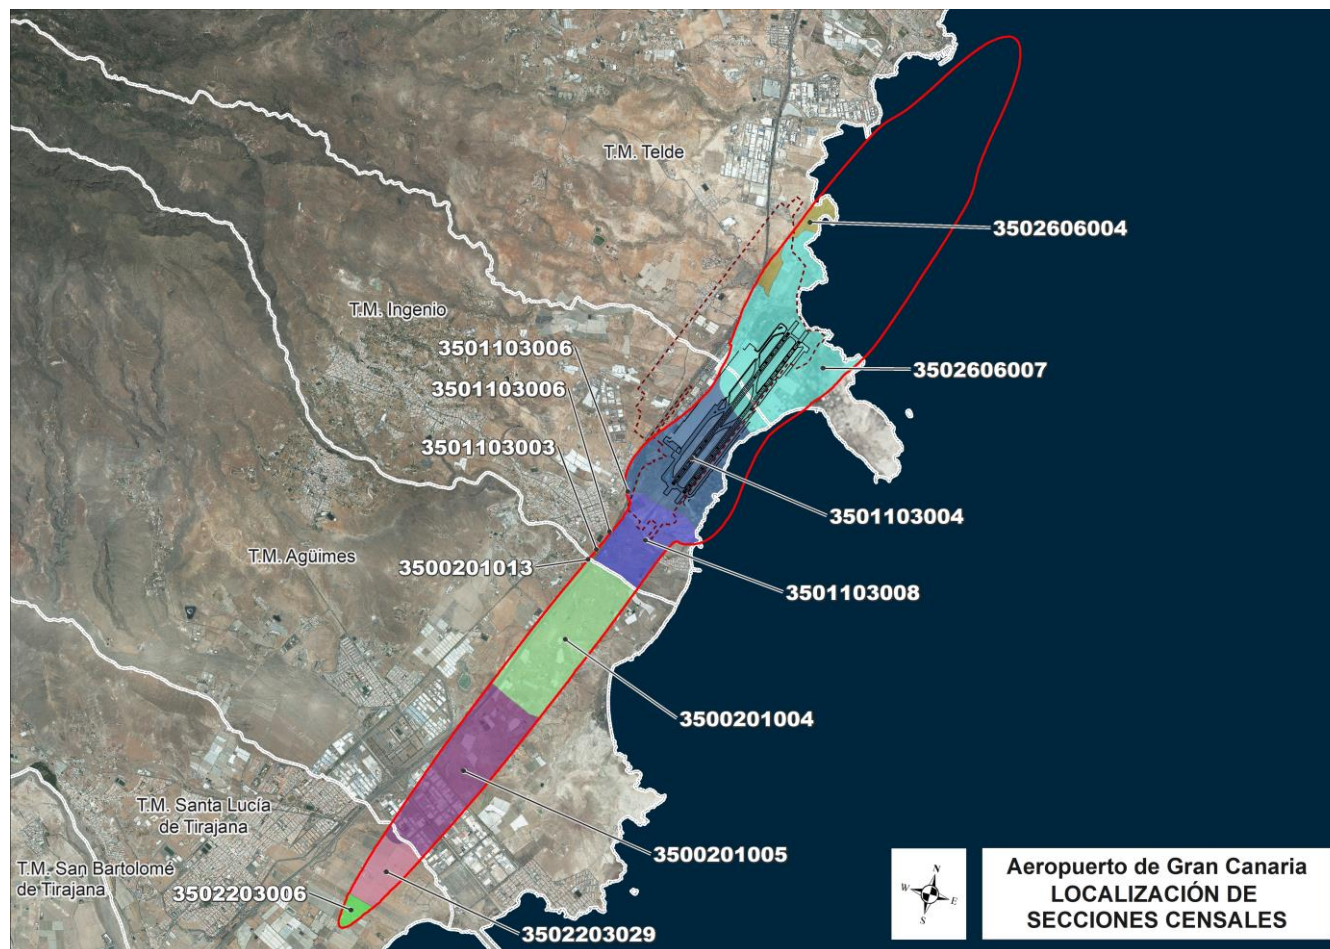 T.M. Telde
3502606004
T.M. Ingenio
3501103006
3502606007
3501103006
3501103003
3501103004
T.M. Agüimes
3500201013
3501103008
3500201004
T.M. Santa Lucía
de Tirajana
3500201005
T.M. San Bartolomé
de Tirajana
3502203006
3502203029
N
W
E
S
Aeropuerto de Gran Canaria
LOCALIZACIÓN DE
SECCIONES CENSALES